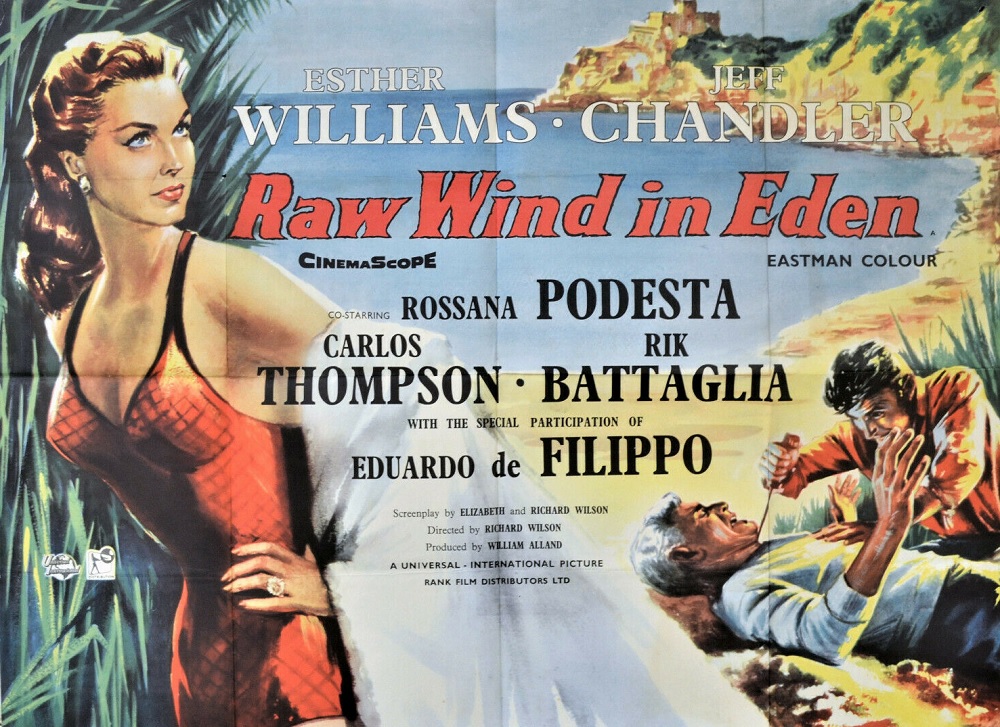 ESTHER JEFF
WILLIAMS · CHANDLER
Raw Wind in Eden
A
CINEMASCOPE
EASTMAN COLOUR
CO-STARRING ROSSANA PODESTA
CARLOS RIK
THOMPSON · BATTAGLIA
WITH THE SPECIAL PARTICIPATION OF
EDUARDO de FILIPPO
Screenplay by ELIZABETH and RICHARD WILSON
Directed by RICHARD WILSON
Produced by WILLIAM ALLAND
A UNIVERSAL - INTERNATIONAL PICTURE
RANK FILM DISTRIBUTORS LTD